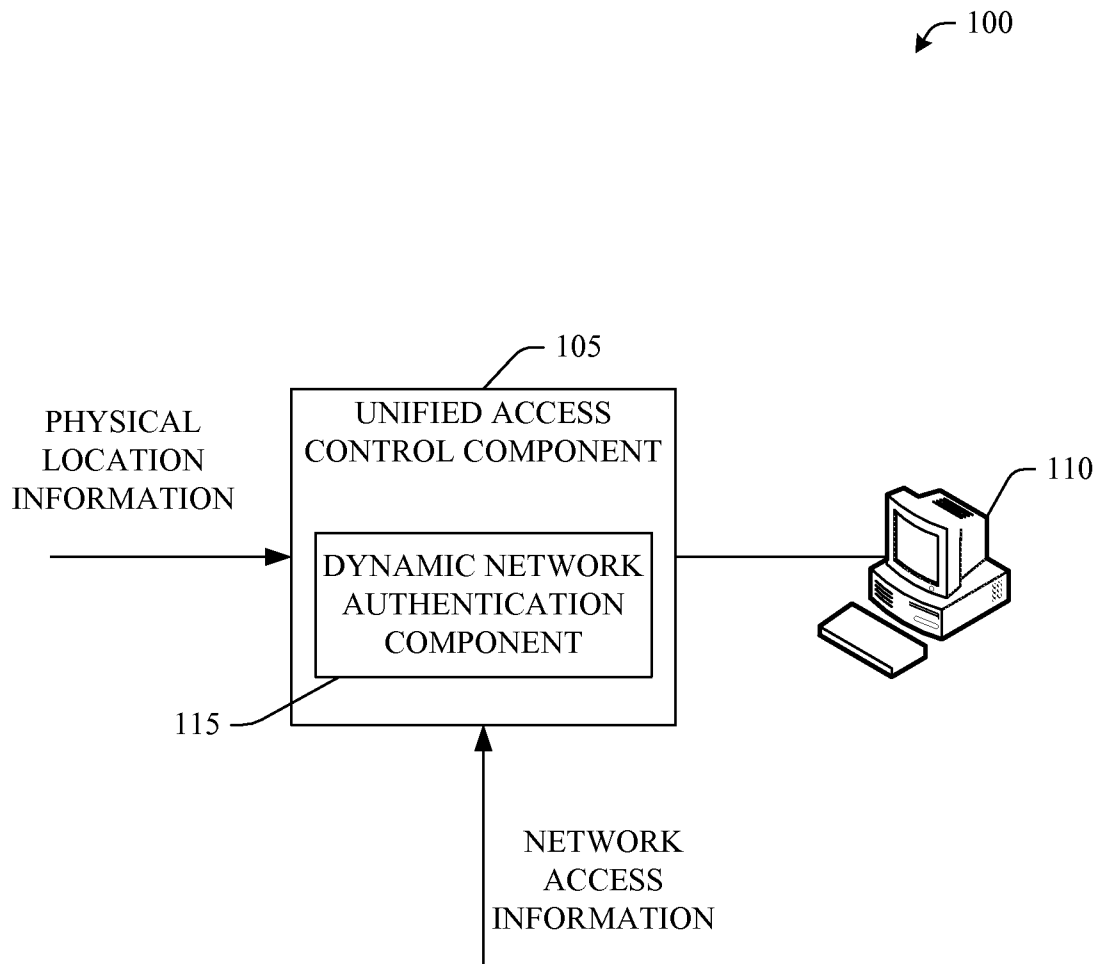 100
105
UNIFIED ACCESS
CONTROL COMPONENT
PHYSICAL
LOCATION
INFORMATION
110
DYNAMIC NETWORK
AUTHENTICATION
COMPONENT
115
NETWORK
ACCESS
INFORMATION